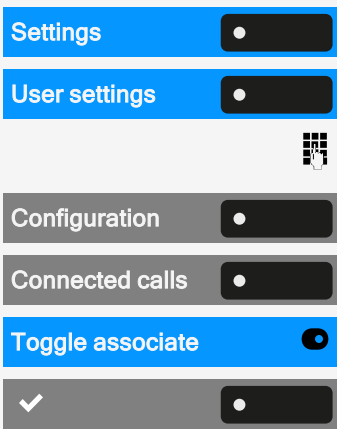 Settings
User settings
Configuration
Connected calls
Toggle associate